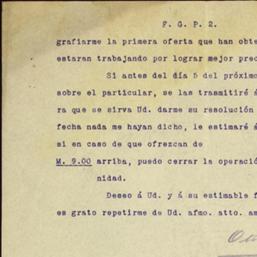 F. G. P. 2.
grafiarme la primera oferta que han obte
estaran trabajando por lograr mejor prec
Si antes del día 5 del próximo
sobre el particular, se las trasmitiré á
ra que se sirva Ud. darme su resolución
fecha nada me hayan dicho, le estimaré á
si en caso de que ofrezcan de
M. 9.00 arriba, puedo cerrar la operació
nidad.
Deseo á Ud. y á su estimable f
es grato repetirme de Ud. afmo. atto. am